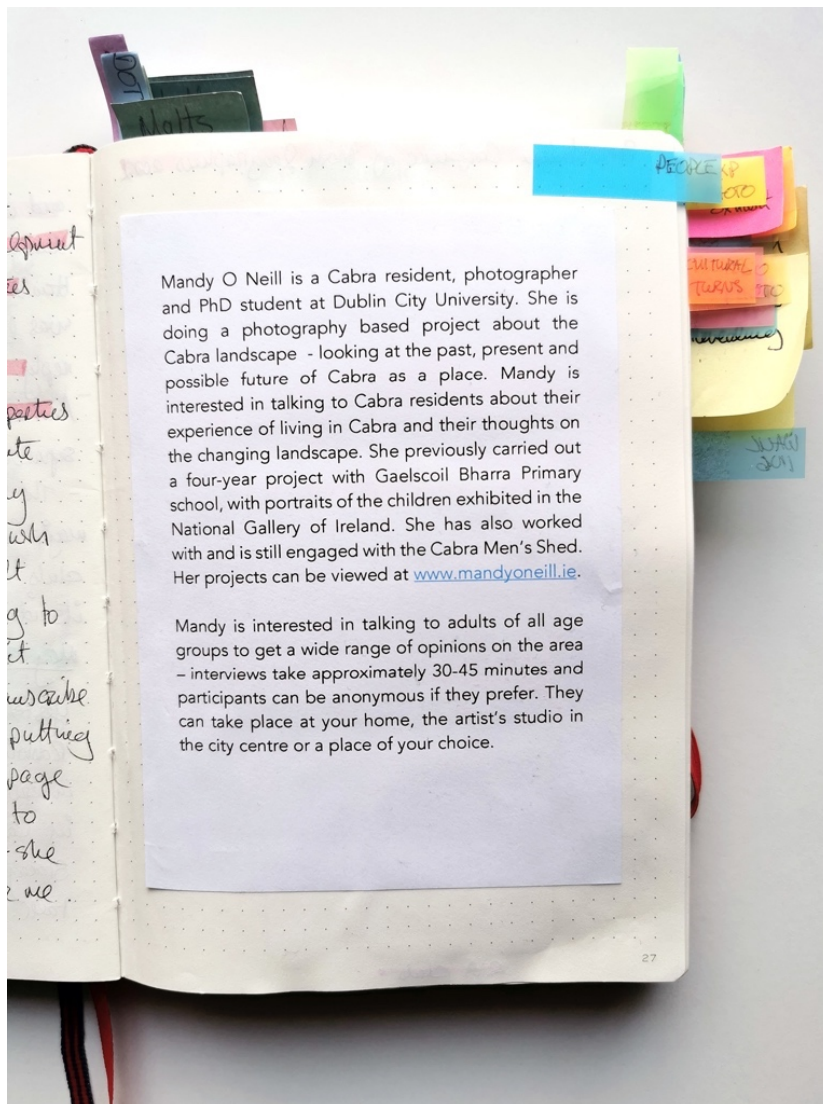 DOT
Malts
PEOPLE
CULTURAL
TURNS
perties
to
putting
page
to
she
me.
Mandy O Neill is a Cabra resident, photographer
and PhD student at Dublin City University. She is
doing a photography based project about the
Cabra landscape - looking at the past, present and
possible future of Cabra as a place. Mandy is
interested in talking to Cabra residents about their
experience of living in Cabra and their thoughts on
the changing landscape. She previously carried out
a four-year project with Gaelscoil Bharra Primary
school, with portraits of the children exhibited in the
National Gallery of Ireland. She has also worked
with and is still engaged with the Cabra Men's Shed.
Her projects can be viewed at www.mandyoneill.ie.
Mandy is interested in talking to adults of all age
groups to get a wide range of opinions on the area
– interviews take approximately 30-45 minutes and
participants can be anonymous if they prefer. They
can take place at your home, the artist's studio in
the city centre or a place of your choice.
27